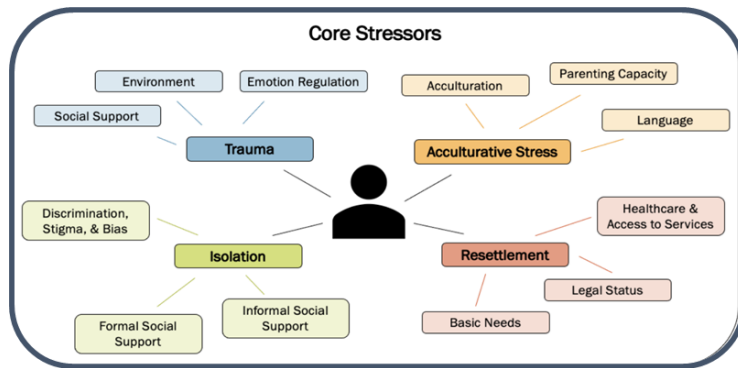 Core Stressors
Environment
Emotion Regulation
Social Support
Trauma
Acculturation
Parenting Capacity
Language
Acculturative Stress
Discrimination,
Stigma, & Bias
Isolation
Formal Social
Support
Informal Social
Support
Healthcare &
Access to Services
Resettlement
Legal Status
Basic Needs